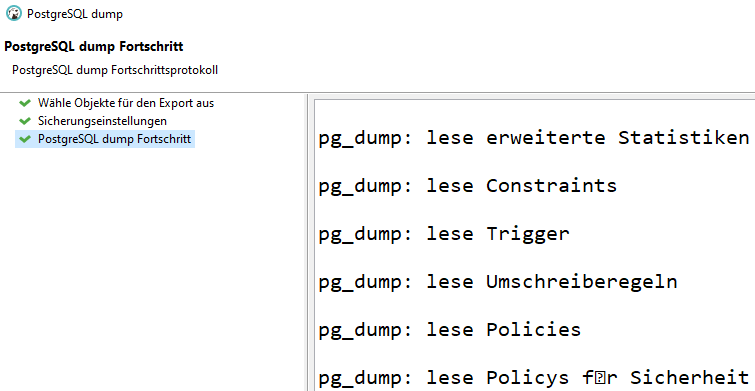 PostgreSQL dump
PostgreSQL dump Fortschritt
PostgreSQL dump Fortschrittsprotokoll
Wähle Objekte für den Export aus
Sicherungseinstellungen
PostgreSQL dump Fortschritt
pg_dump: lese erweiterte Statistiken
pg_dump: lese Constraints
pg_dump: lese Trigger
pg_dump: lese Umschreiberegeln
pg_dump: lese Policies
pg_dump: lese Policys f�r Sicherheit